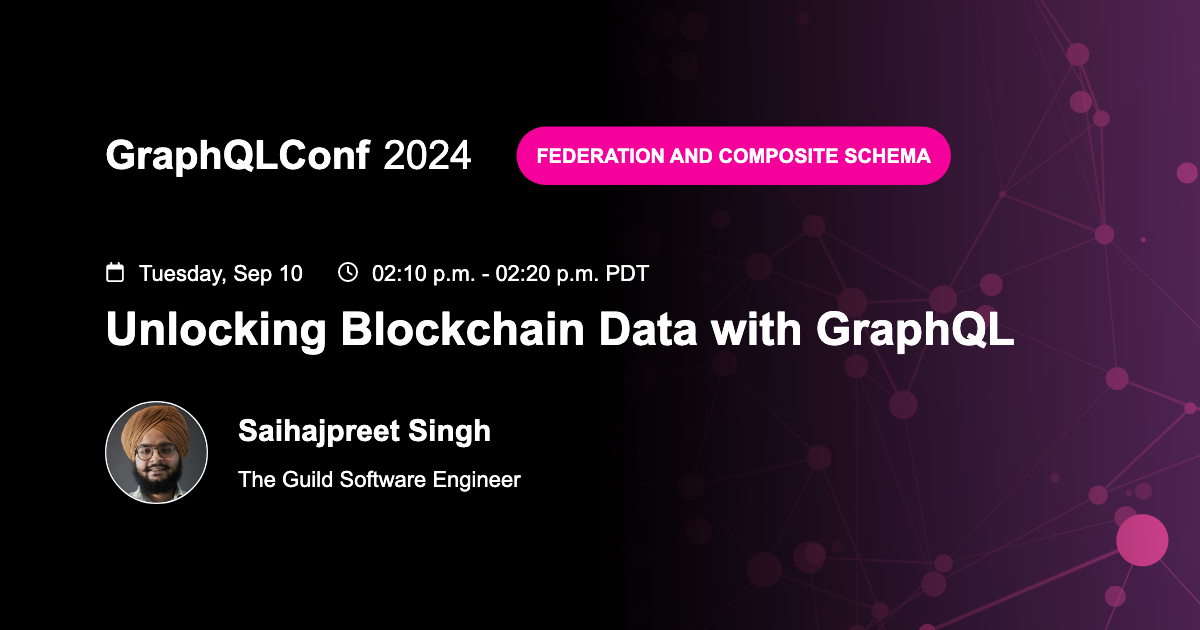 GraphQLConf 2024
FEDERATION AND COMPOSITE SCHEMA
Tuesday, Sep 10 02:10 p.m. - 02:20 p.m. PDT
Unlocking Blockchain Data with GraphQL
Saihajpreet Singh
The Guild Software Engineer